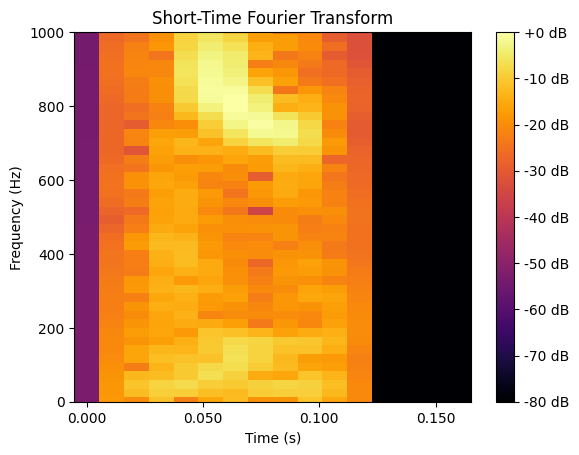 Short-Time Fourier Transform
1000
800
600
400
200
0
Frequency (Hz)
0.000
0.050
0.100
0.150
Time (s)
+0 dB
-10 dB
-20 dB
-30 dB
-40 dB
-50 dB
-60 dB
-70 dB
-80 dB